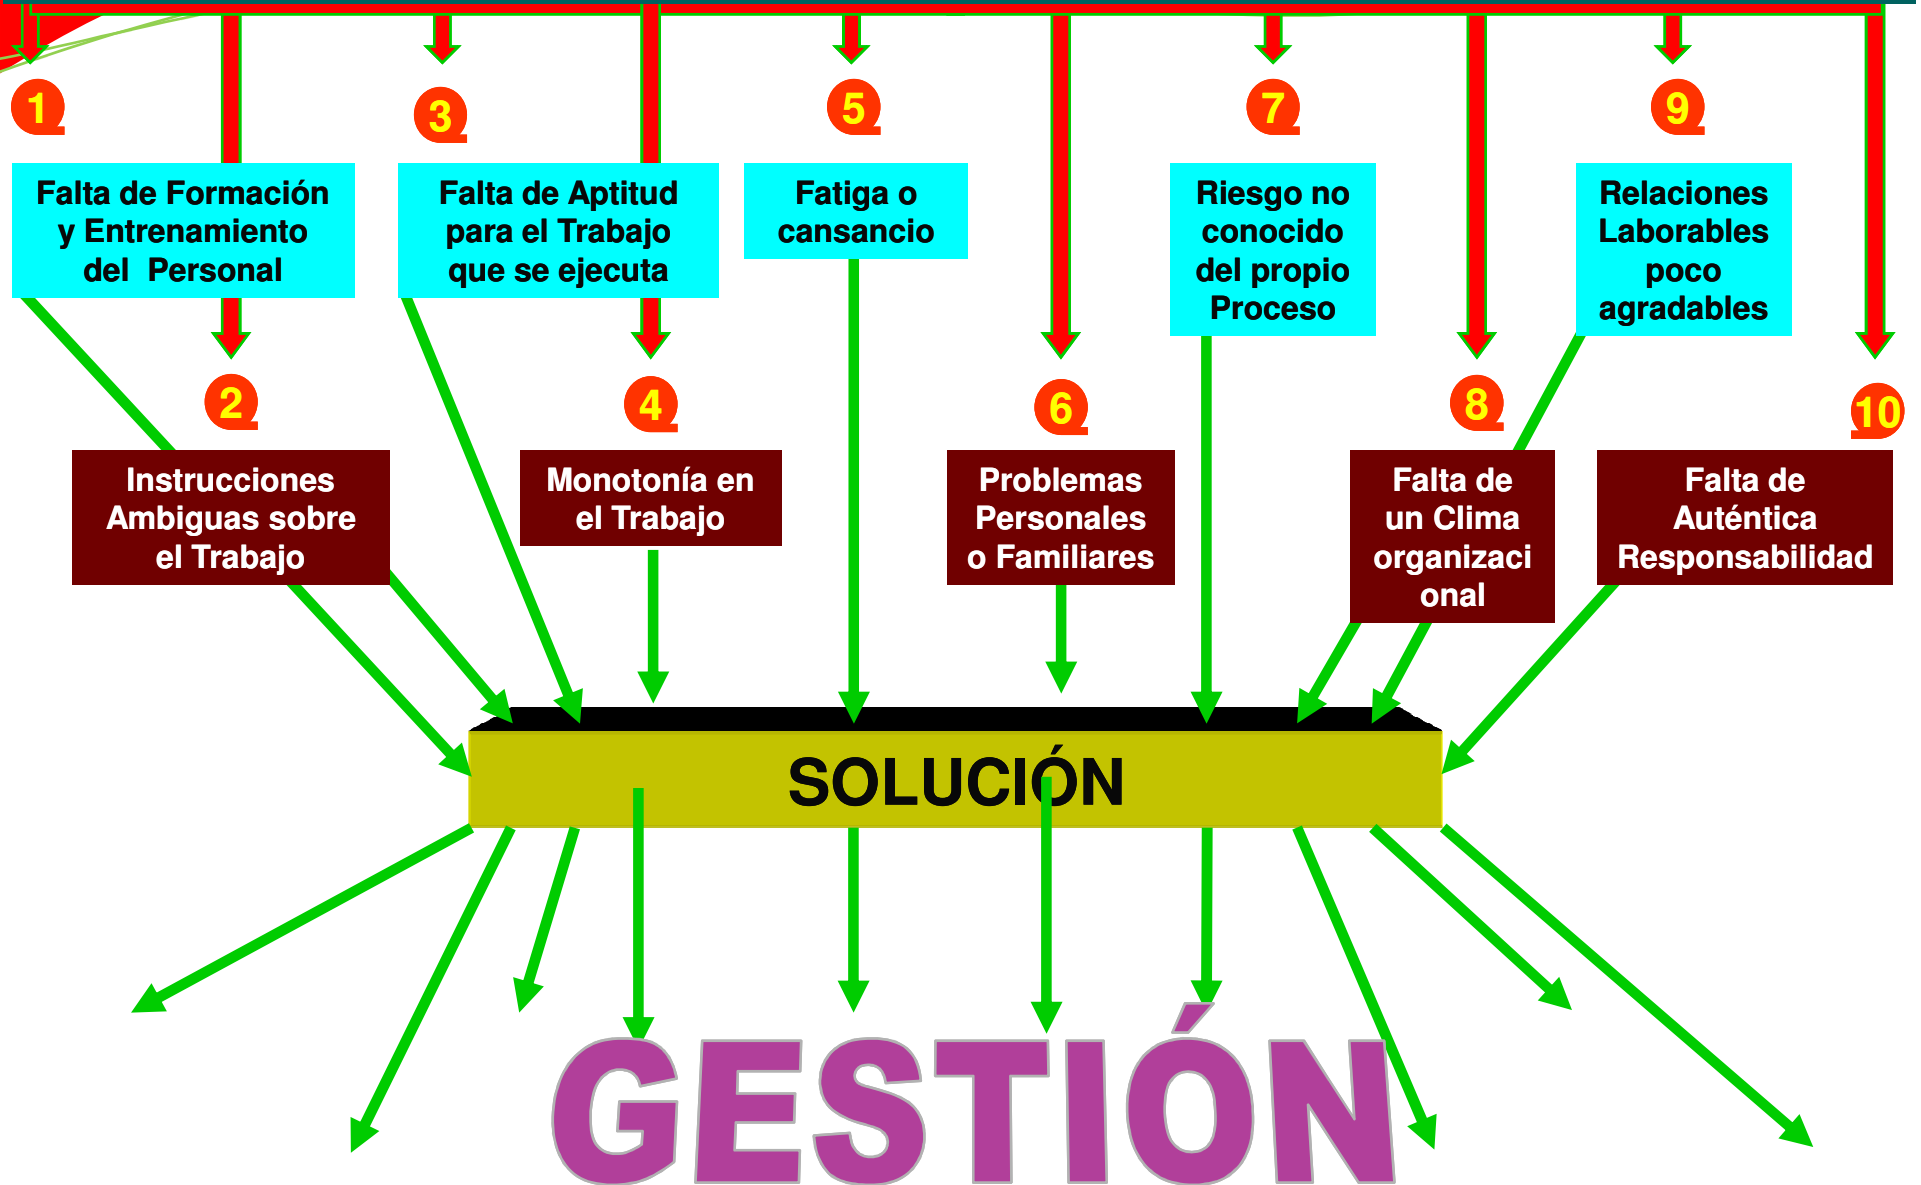 1
Falta de Formación
y Entrenamiento
del Personal
2
Instrucciones
Ambiguas sobre
el Trabajo
3
Falta de Aptitud
para el Trabajo
que se ejecuta
4
Monotonía en
el Trabajo
5
Fatiga o
cansancio
6
Problemas
Personales
o Familiares
7
Riesgo no
conocido
del propio
Proceso
8
Falta de
un Clima
organizaci
onal
9
Relaciones
Laborables
poco
agradables
10
Falta de
Auténtica
Responsabilidad
SOLUCIÓN
GESTIÓN